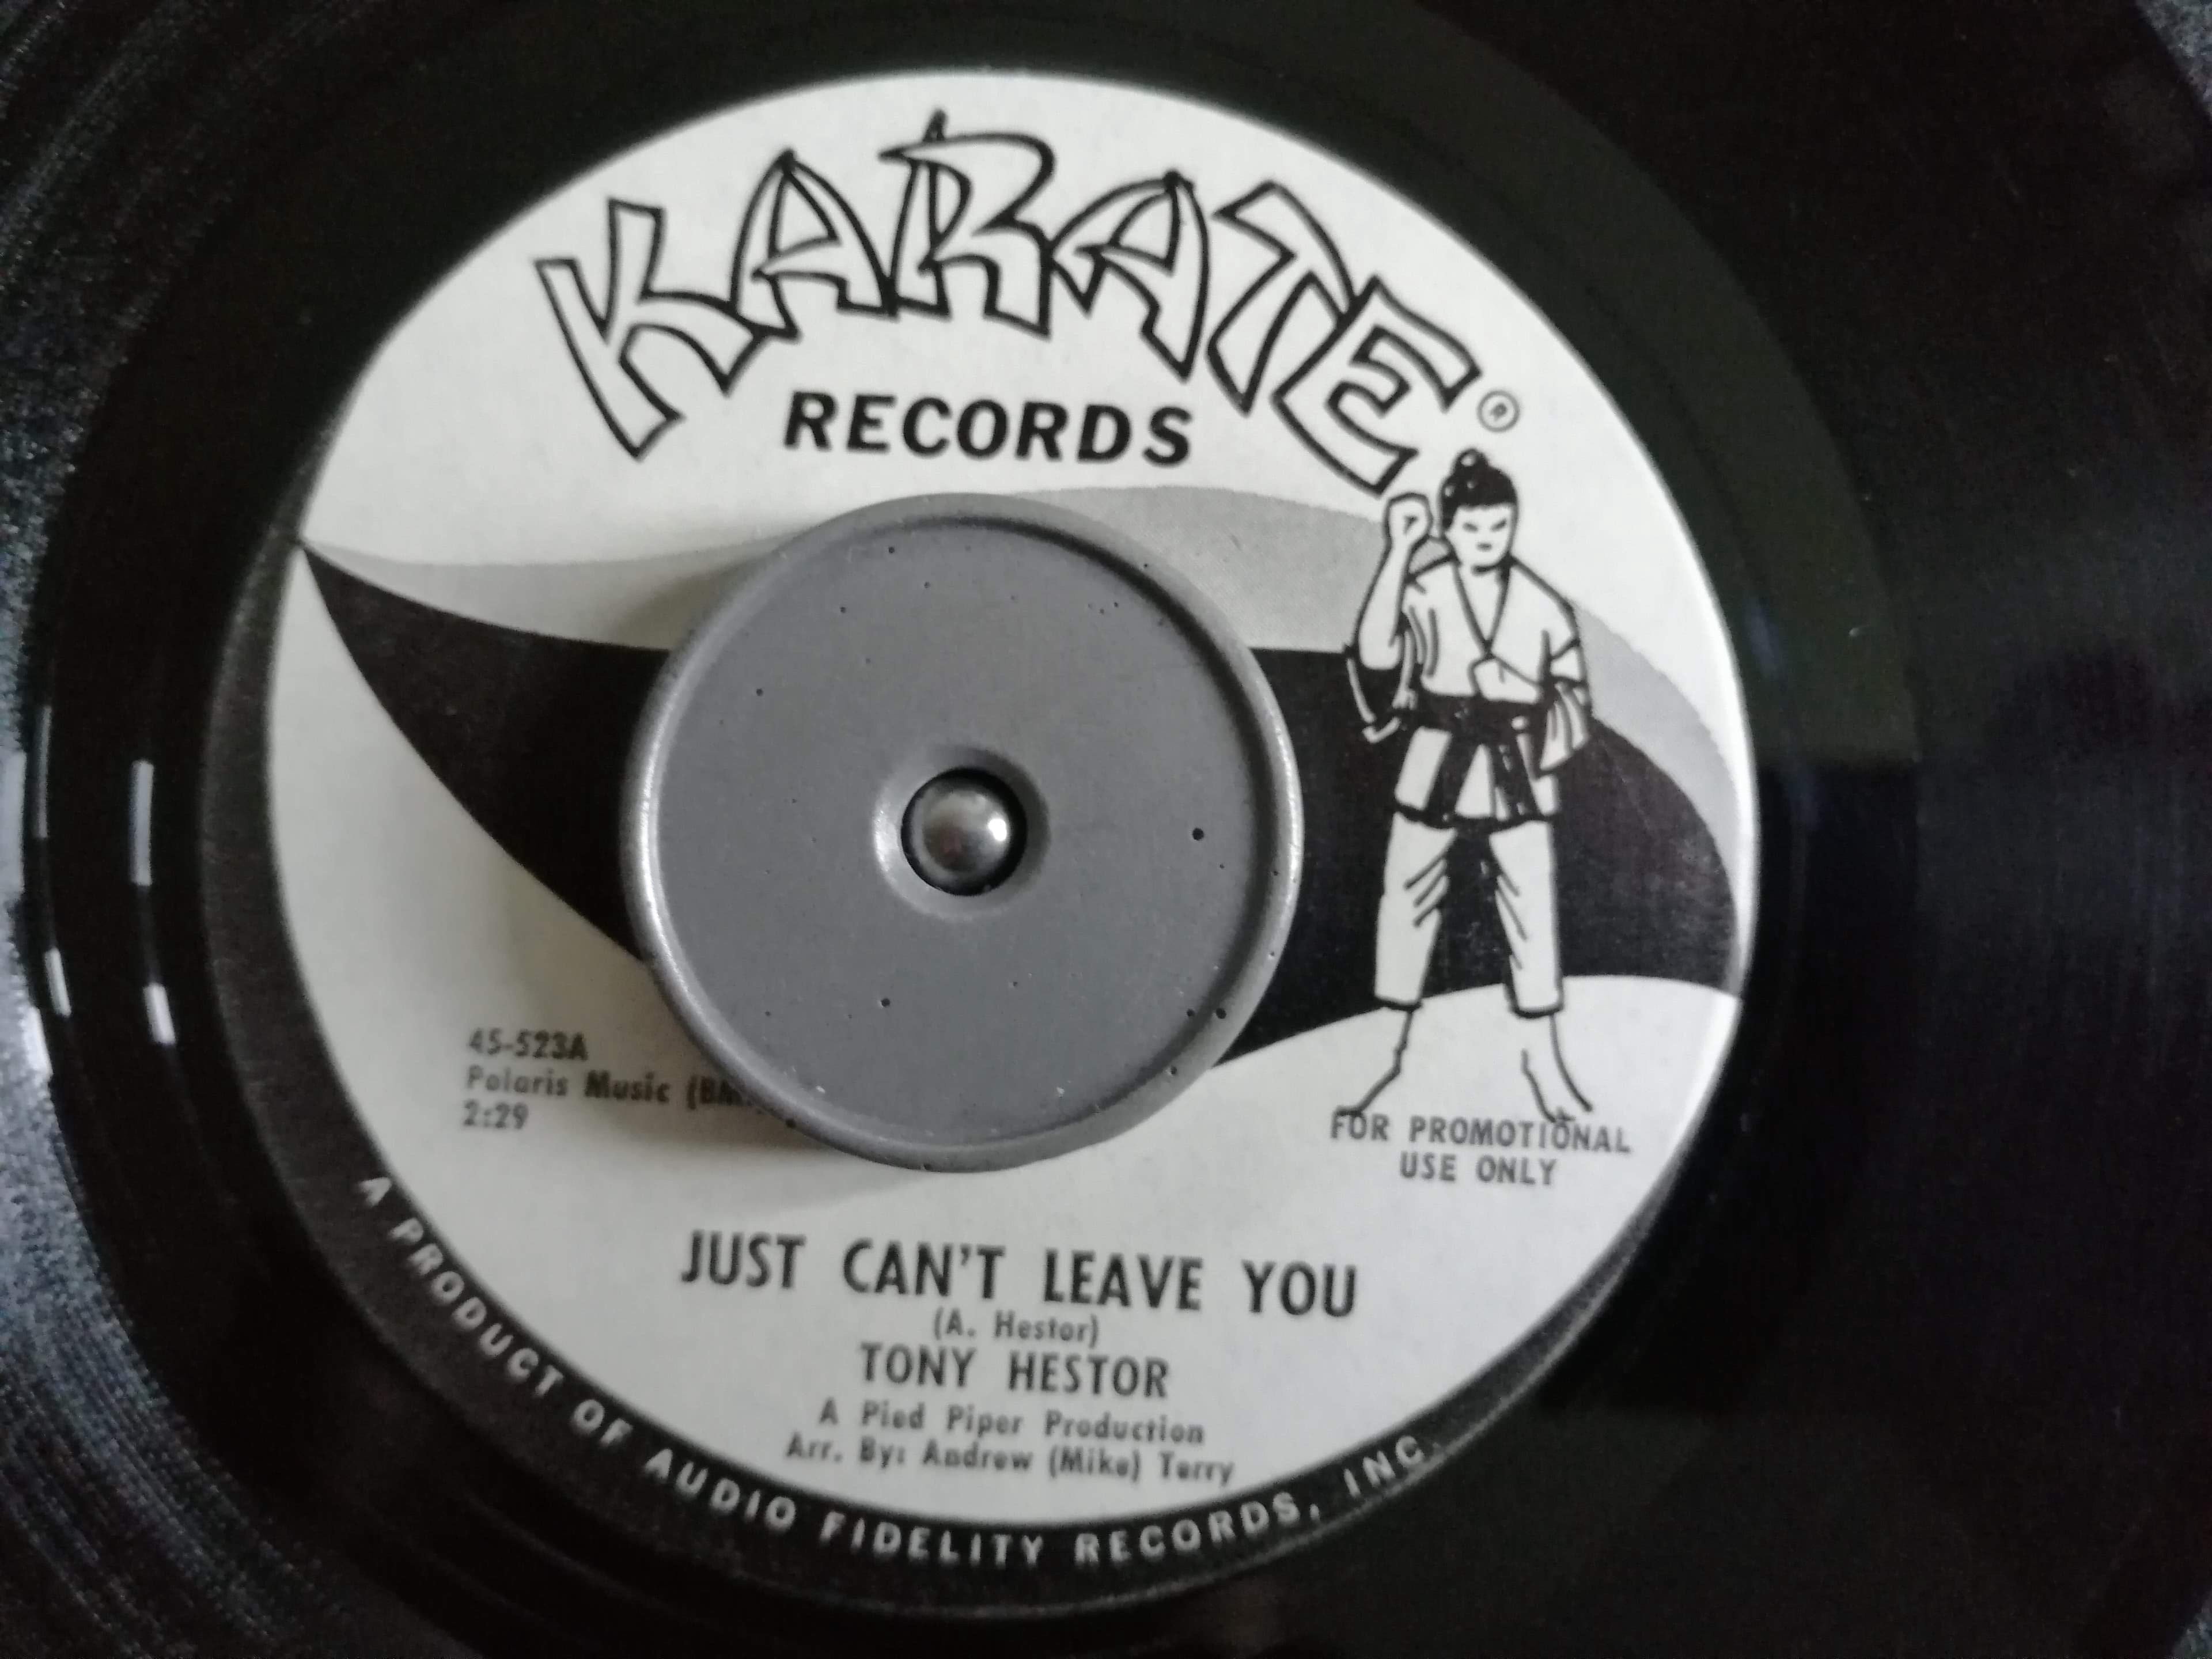 KARATE ®
RECORDS
45-523A
Polaris Music
2:29
FOR PROMOTIONAL
USE ONLY
JUST CAN'T LEAVE YOU
(A. Hestor)
TONY HESTOR
A Pied Piper Production
Arr. By: Andrew (Mike) Terry
A PRODUCT OF AUDIO FIDELITY RECORDS, INC.